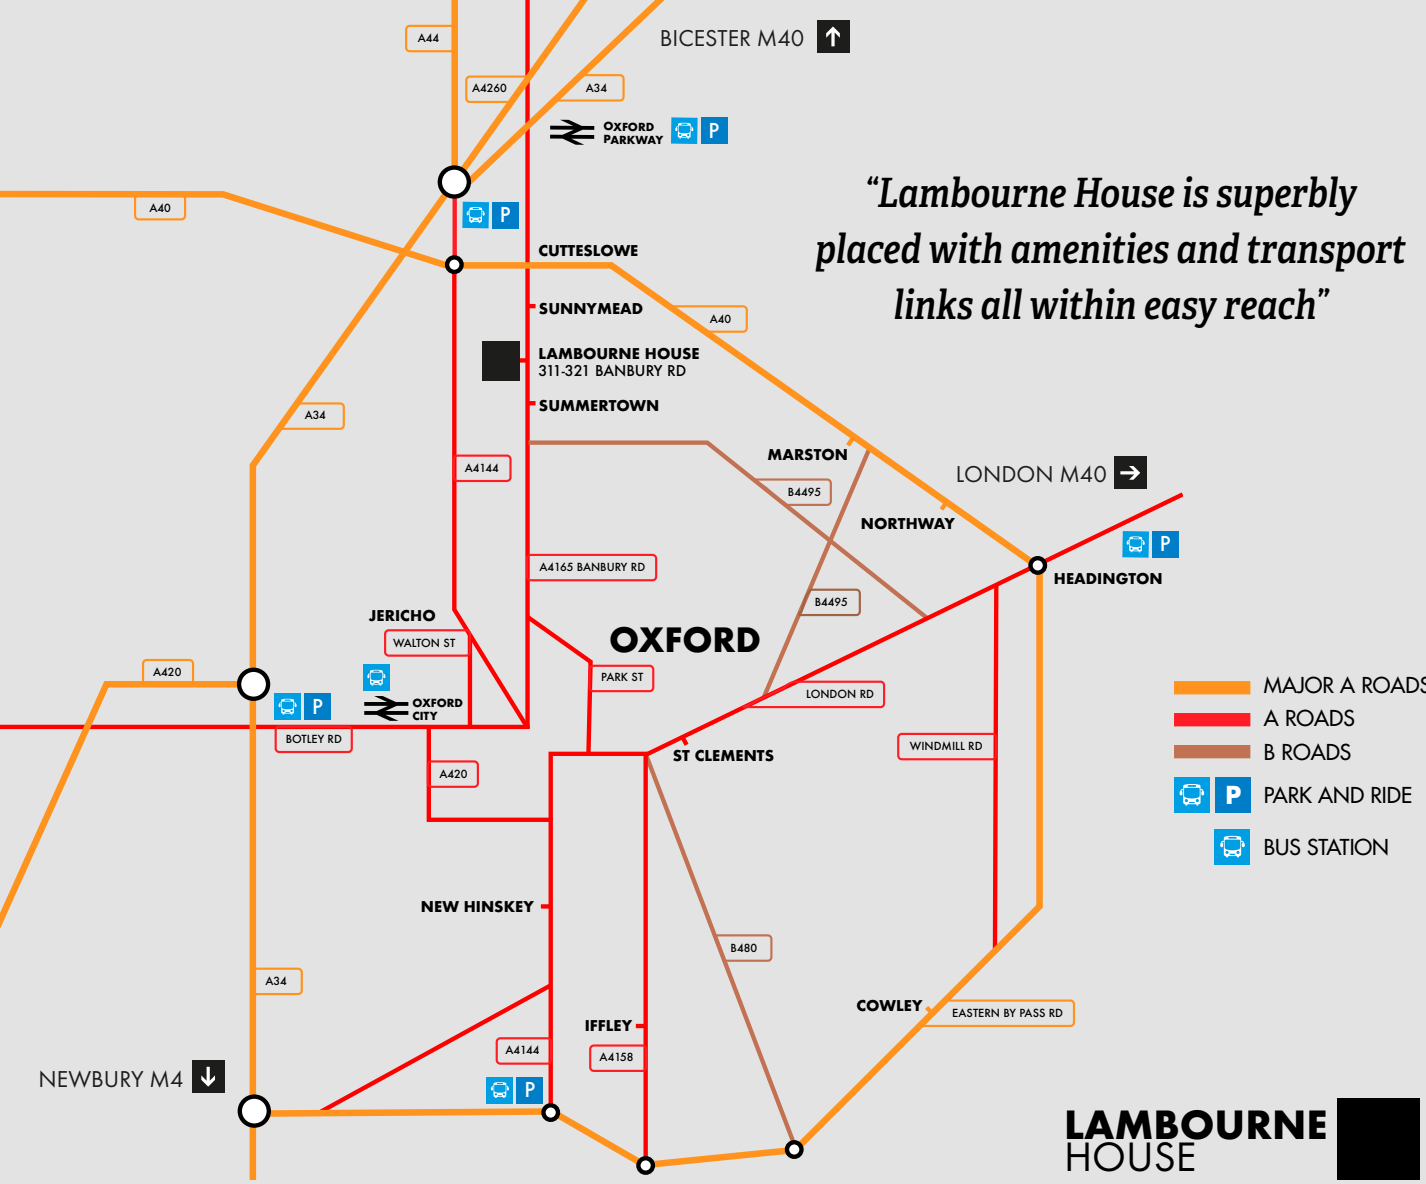 A44
BICESTER M40
A4260
A34
OXFORD
PARKWAY
P
“Lambourne House is superbly
placed with amenities and transport
links all within easy reach”
A40
P
CUTTESLOWE
SUNNYMEAD
A40
LAMBOURNE HOUSE
311-321 BANBURY RD
SUMMERTOWN
A34
MARSTON
A4144
LONDON M40
B4495
NORTHWAY
P
A4165 BANBURY RD
HEADINGTON
B4495
JERICHO
WALTON ST
OXFORD
A420
PARK ST
P
OXFORD
CITY
LONDON RD
MAJOR A ROADS
A ROADS
BOTLEY RD
WINDMILL RD
B ROADS
ST CLEMENTS
A420
P
PARK AND RIDE
BUS STATION
NEW HINSKEY
B480
A34
COWLEY
EASTERN BY PASS RD
IFFLEY
A4144
A4158
NEWBURY M4
P
LAMBOURNE
HOUSE